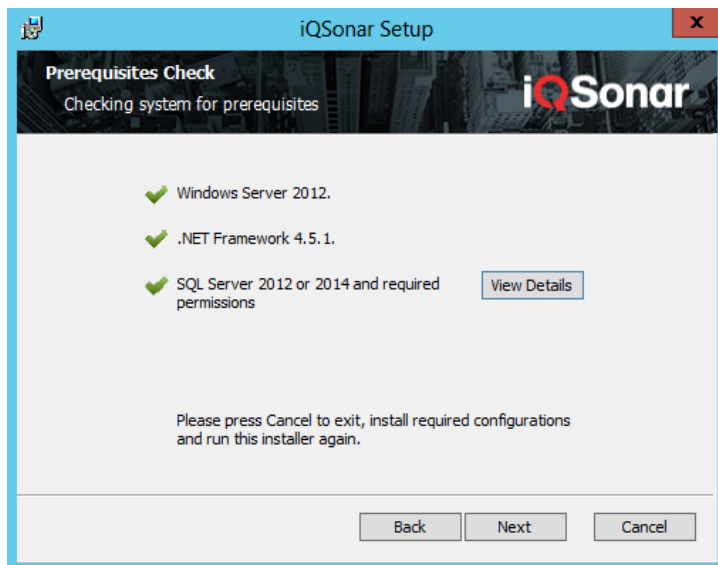 iQSonar Setup
x
Prerequisites Check
Checking system for prerequisites
iQSonar
Windows Server 2012.
.NET Framework 4.5.1.
SQL Server 2012 or 2014 and required
permissions
View Details
Please press Cancel to exit, install required configurations
and run this installer again.
Back
Next
Cancel